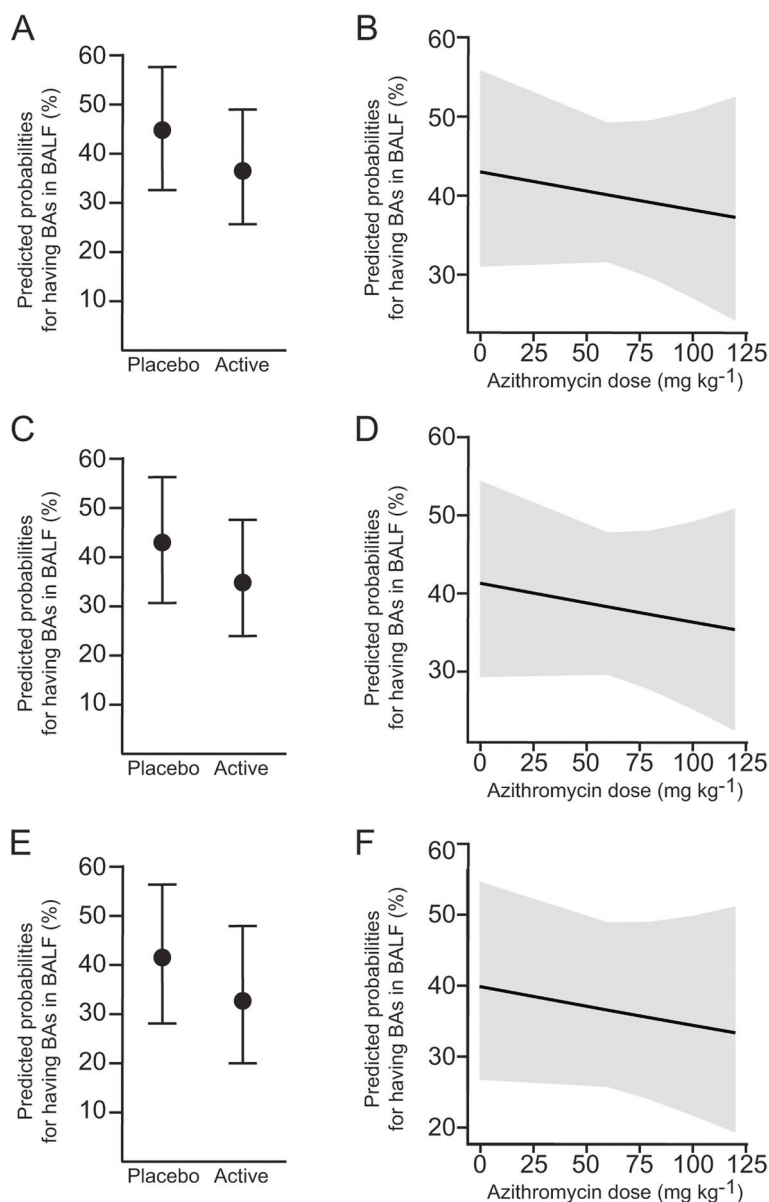 A
Predicted probabilities
for having BAs in BALF (%)
60
50
40
30
20
10
Placebo
Active
B
Predicted probabilities
for having BAs in BALF (%)
60
50
40
30
0
25
50
75
100
125
Azithromycin dose (mg kg-1)
C
Predicted probabilities
for having BAs in BALF (%)
60
50
40
30
20
10
Placebo
Active
D
Predicted probabilities
for having BAs in BALF (%)
60
50
40
30
0
25
50
75
100
125
Azithromycin dose (mg kg-1)
E
Predicted probabilities
for having BAs in BALF (%)
60
50
40
30
20
10
Placebo
Active
F
Predicted probabilities
for having BAs in BALF (%)
60
50
40
30
20
0
25
50
75
100
125
Azithromycin dose (mg kg-1)